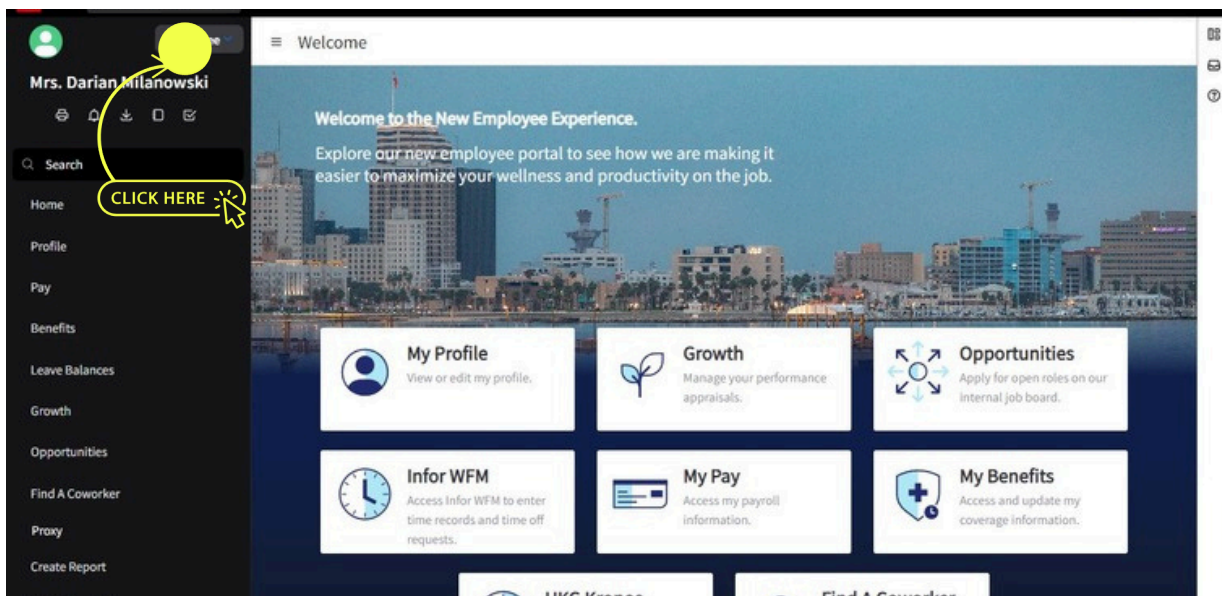 Welcome
Mrs. Darian Milanowski
Search
CLICK HERE
Home
Profile
Pay
Benefits
Leave Balances
Growth
Opportunities
Find A Coworker
Proxy
Create Report
Welcome to the New Employee Experience.
Explore our new employee portal to see how we are making it
easier to maximize your wellness and productivity on the job.
My Profile
View or edit my profile.
Growth
Manage your performance
appraisals.
Opportunities
Apply for open roles on our
internal job board.
Infor WFM
Access Infor WFM to enter
time records and time off
requests.
My Pay
Access my payroll
information.
My Benefits
Access and update my
coverage information.
UKG Kronos
Find A Coworker